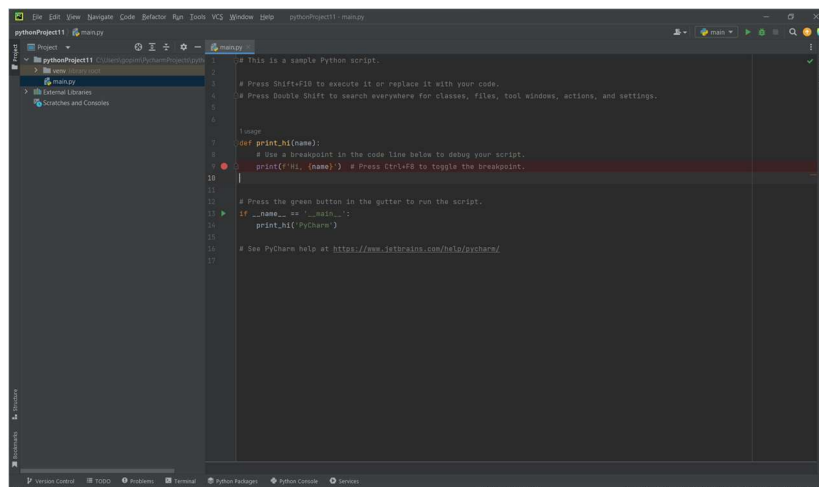 File Edit View Navigate Code Refactor Run Tools VCS Window Help pythonProject11 - main.py
pythonProject11 main.py
main
Project
main.py
pythonProject11
venv
main.py
External Libraries
Scratches and Consoles
1 # This is a sample Python script.
2
3 # Press Shift+F10 to execute it or replace it with your code.
4 # Press Double Shift to search everywhere for classes, files, tool windows, actions, and settings.
5
6
1 usage
7 def print_hi(name):
8 # Use a breakpoint in the code line below to debug your script.
9 print(f'Hi, {name}') # Press Ctrl+F8 to toggle the breakpoint.
10
11
12 # Press the green button in the gutter to run the script.
13 if __name__ == '__main__':
14 print_hi('PyCharm')
15
16 # See PyCharm help at https://www.jetbrains.com/help/pycharm/
17
Project
Structure
Bookmarks
Version Control TODO Problems Terminal Python Packages Python Console Services